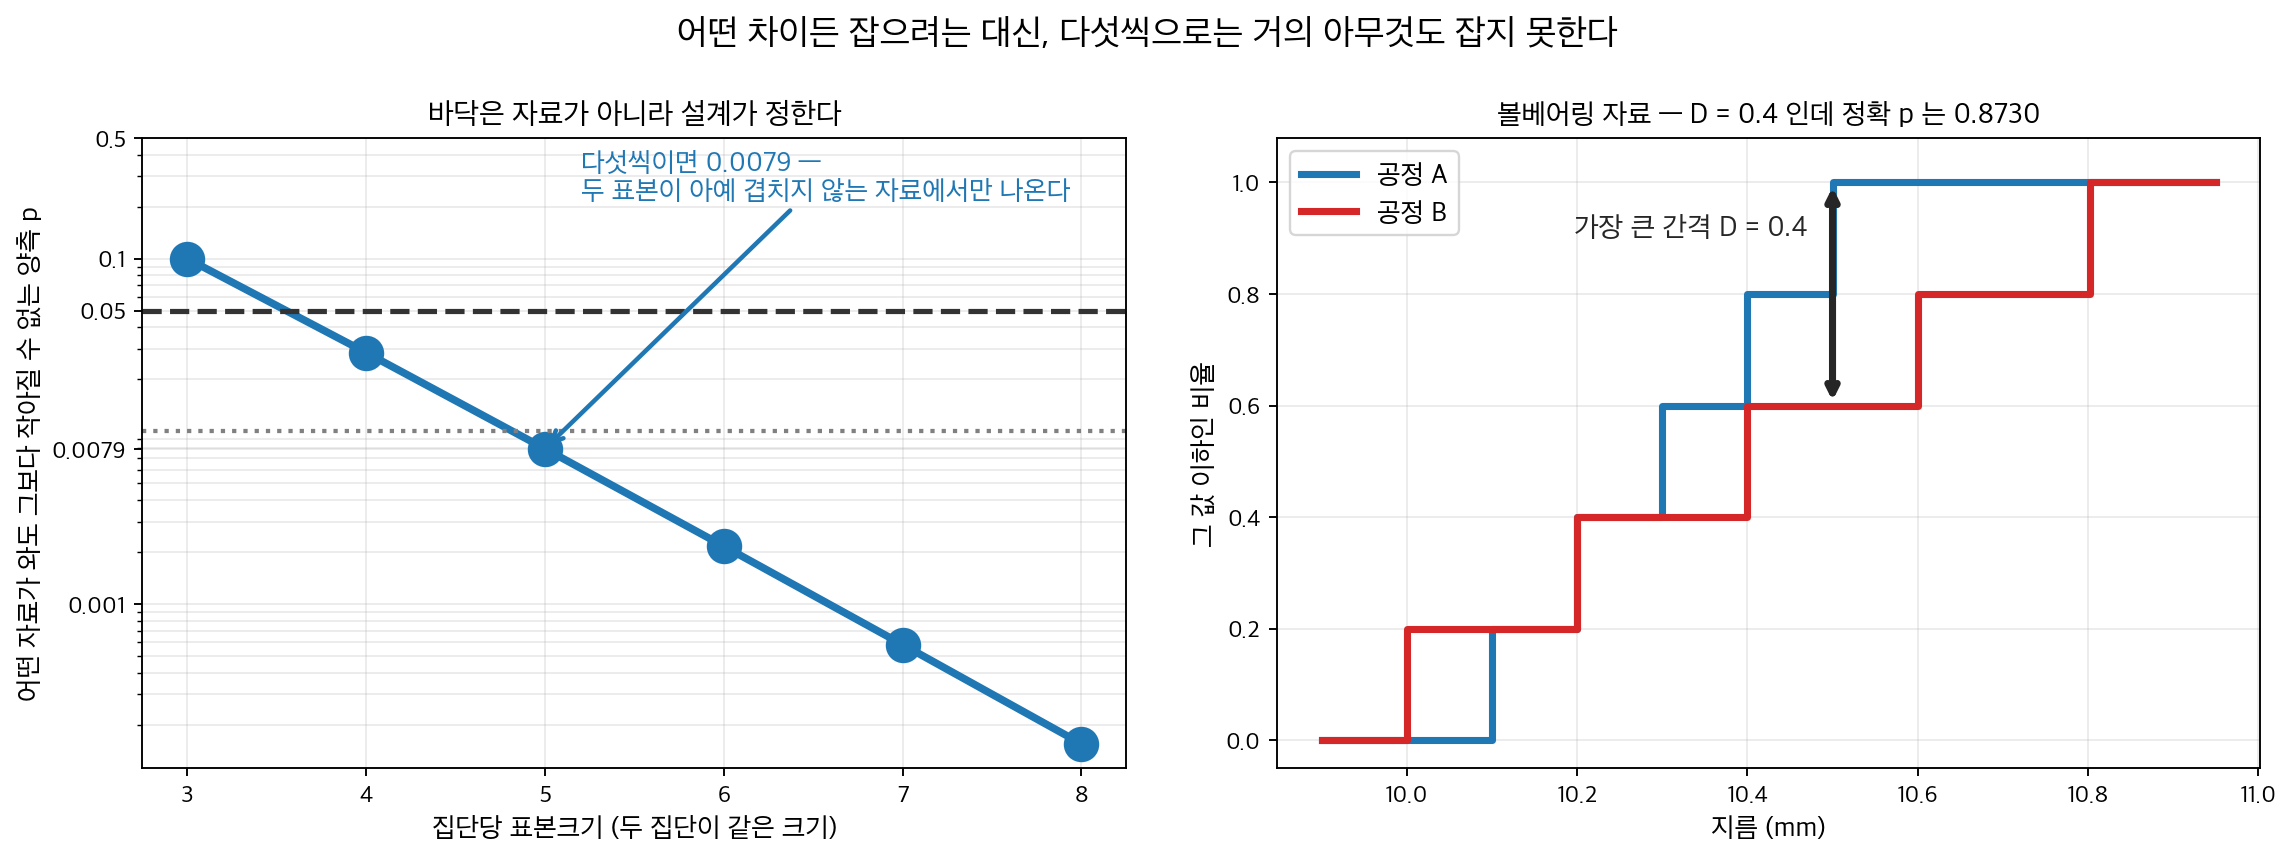 어떤 차이든 잡으려는 대신, 다섯씩으로는 거의 아무것도 잡지 못한다
바닥은 자료가 아니라 설계가 정한다
어떤 자료가 와도 그보다 작아질 수 없는 양측 p
0.5
0.1
0.05
0.0079
0.001
다섯씩이면 0.0079 —
두 표본이 아예 겹치지 않는 자료에서만 나온다
3 4 5 6 7 8
집단당 표본크기 (두 집단이 같은 크기)
볼베어링 자료 — D = 0.4 인데 정확 p 는 0.8730
그 값 이하인 비율
1.0
0.8
0.6
0.4
0.2
0.0
공정 A
공정 B
가장 큰 간격 D = 0.4
10.0 10.2 10.4 10.6 10.8 11.0
지름 (mm)